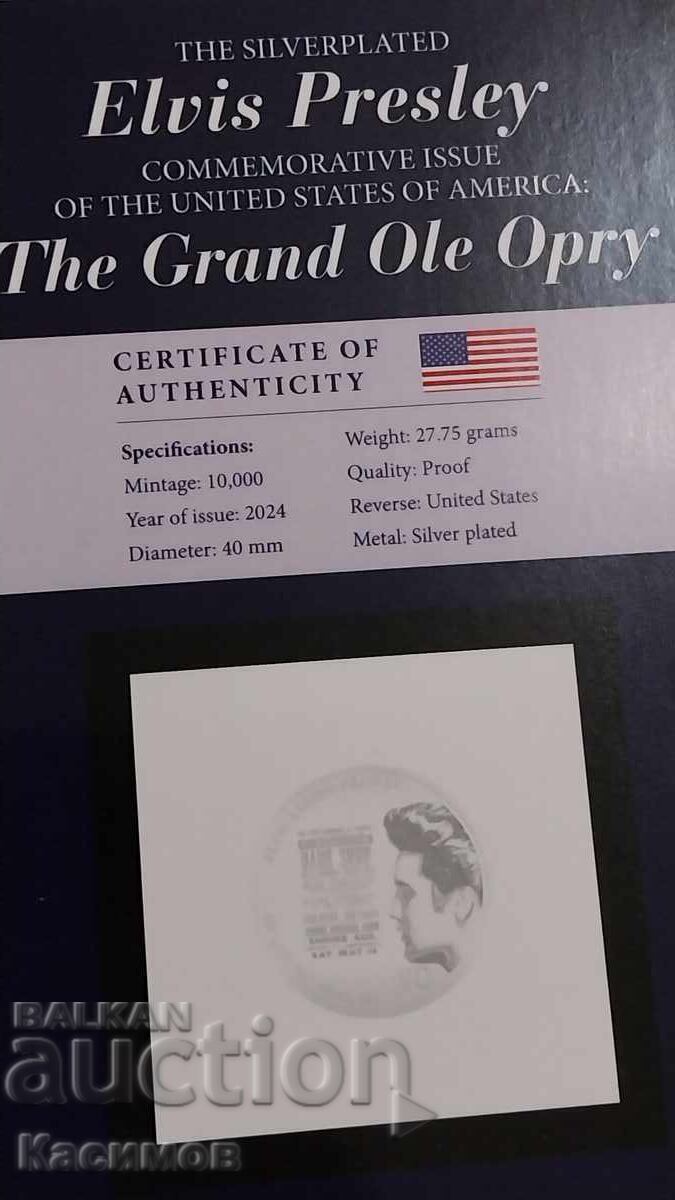 THE SILVERPLATED
Elvis Presley
COMMEMORATIVE ISSUE
OF THE UNITED STATES OF AMERICA:
The Grand Ole Opry
CERTIFICATE OF
AUTHENTICITY
Specifications:
Mintage: 10,000
Year of issue: 2024
Diameter: 40 mm
Weight: 27.75 grams
Quality: Proof
Reverse: United States
Metal: Silver plated
BALKAN
auction
Касимов